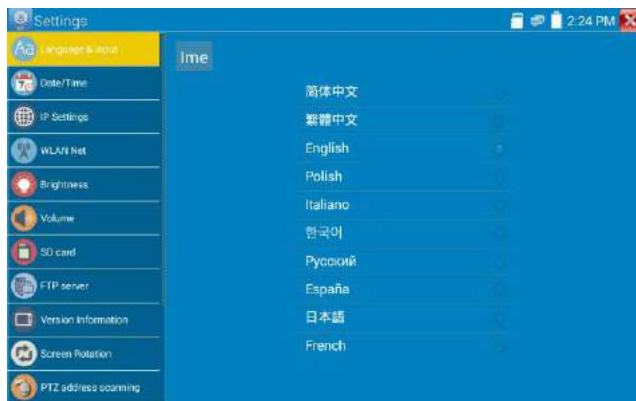 Settings
2:24 PM
Aa Language & input
Ime
7 Date/Time
IP Settings
WLAN Net
Brightness
Volume
SD card
FTP server
Version Information
Screen Rotation
PTZ address scanning
简体中文
繁體中文
English
Polish
Italiano
한국어
Русский
España
日本語
French